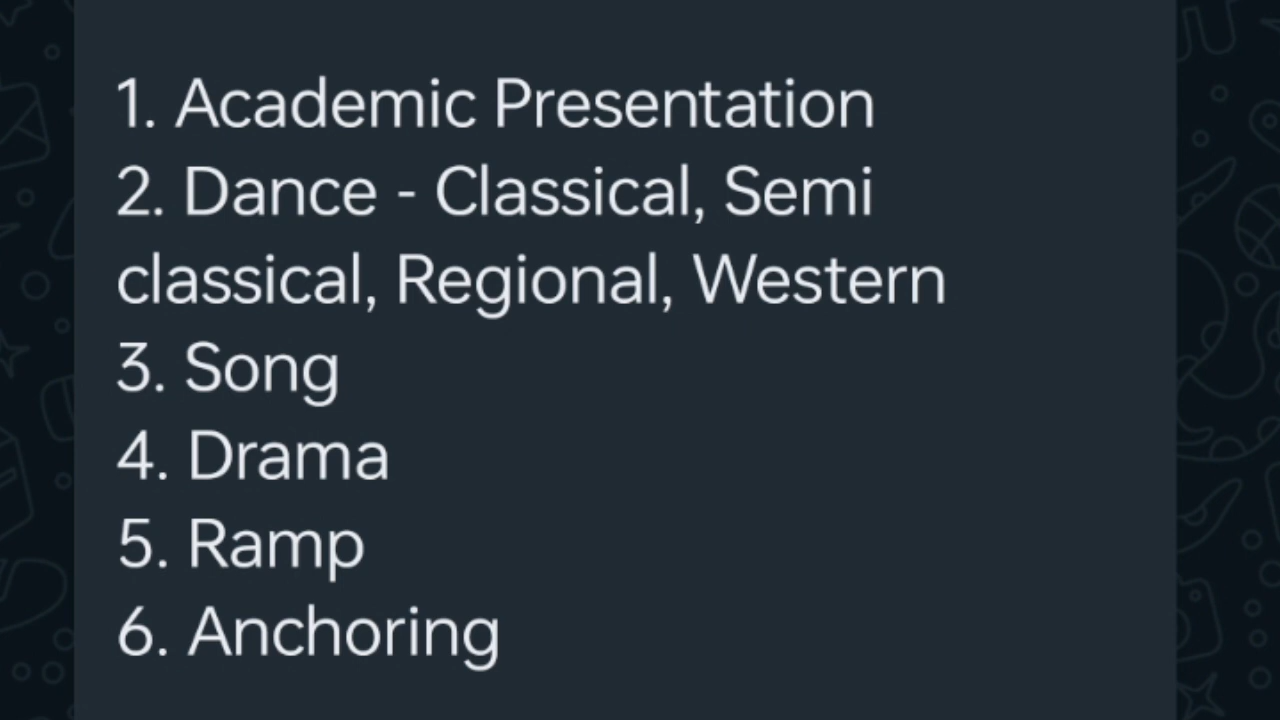 1. Academic Presentation
2. Dance - Classical, Semi
classical, Regional, Western
3. Song
4. Drama
5. Ramp
6. Anchoring